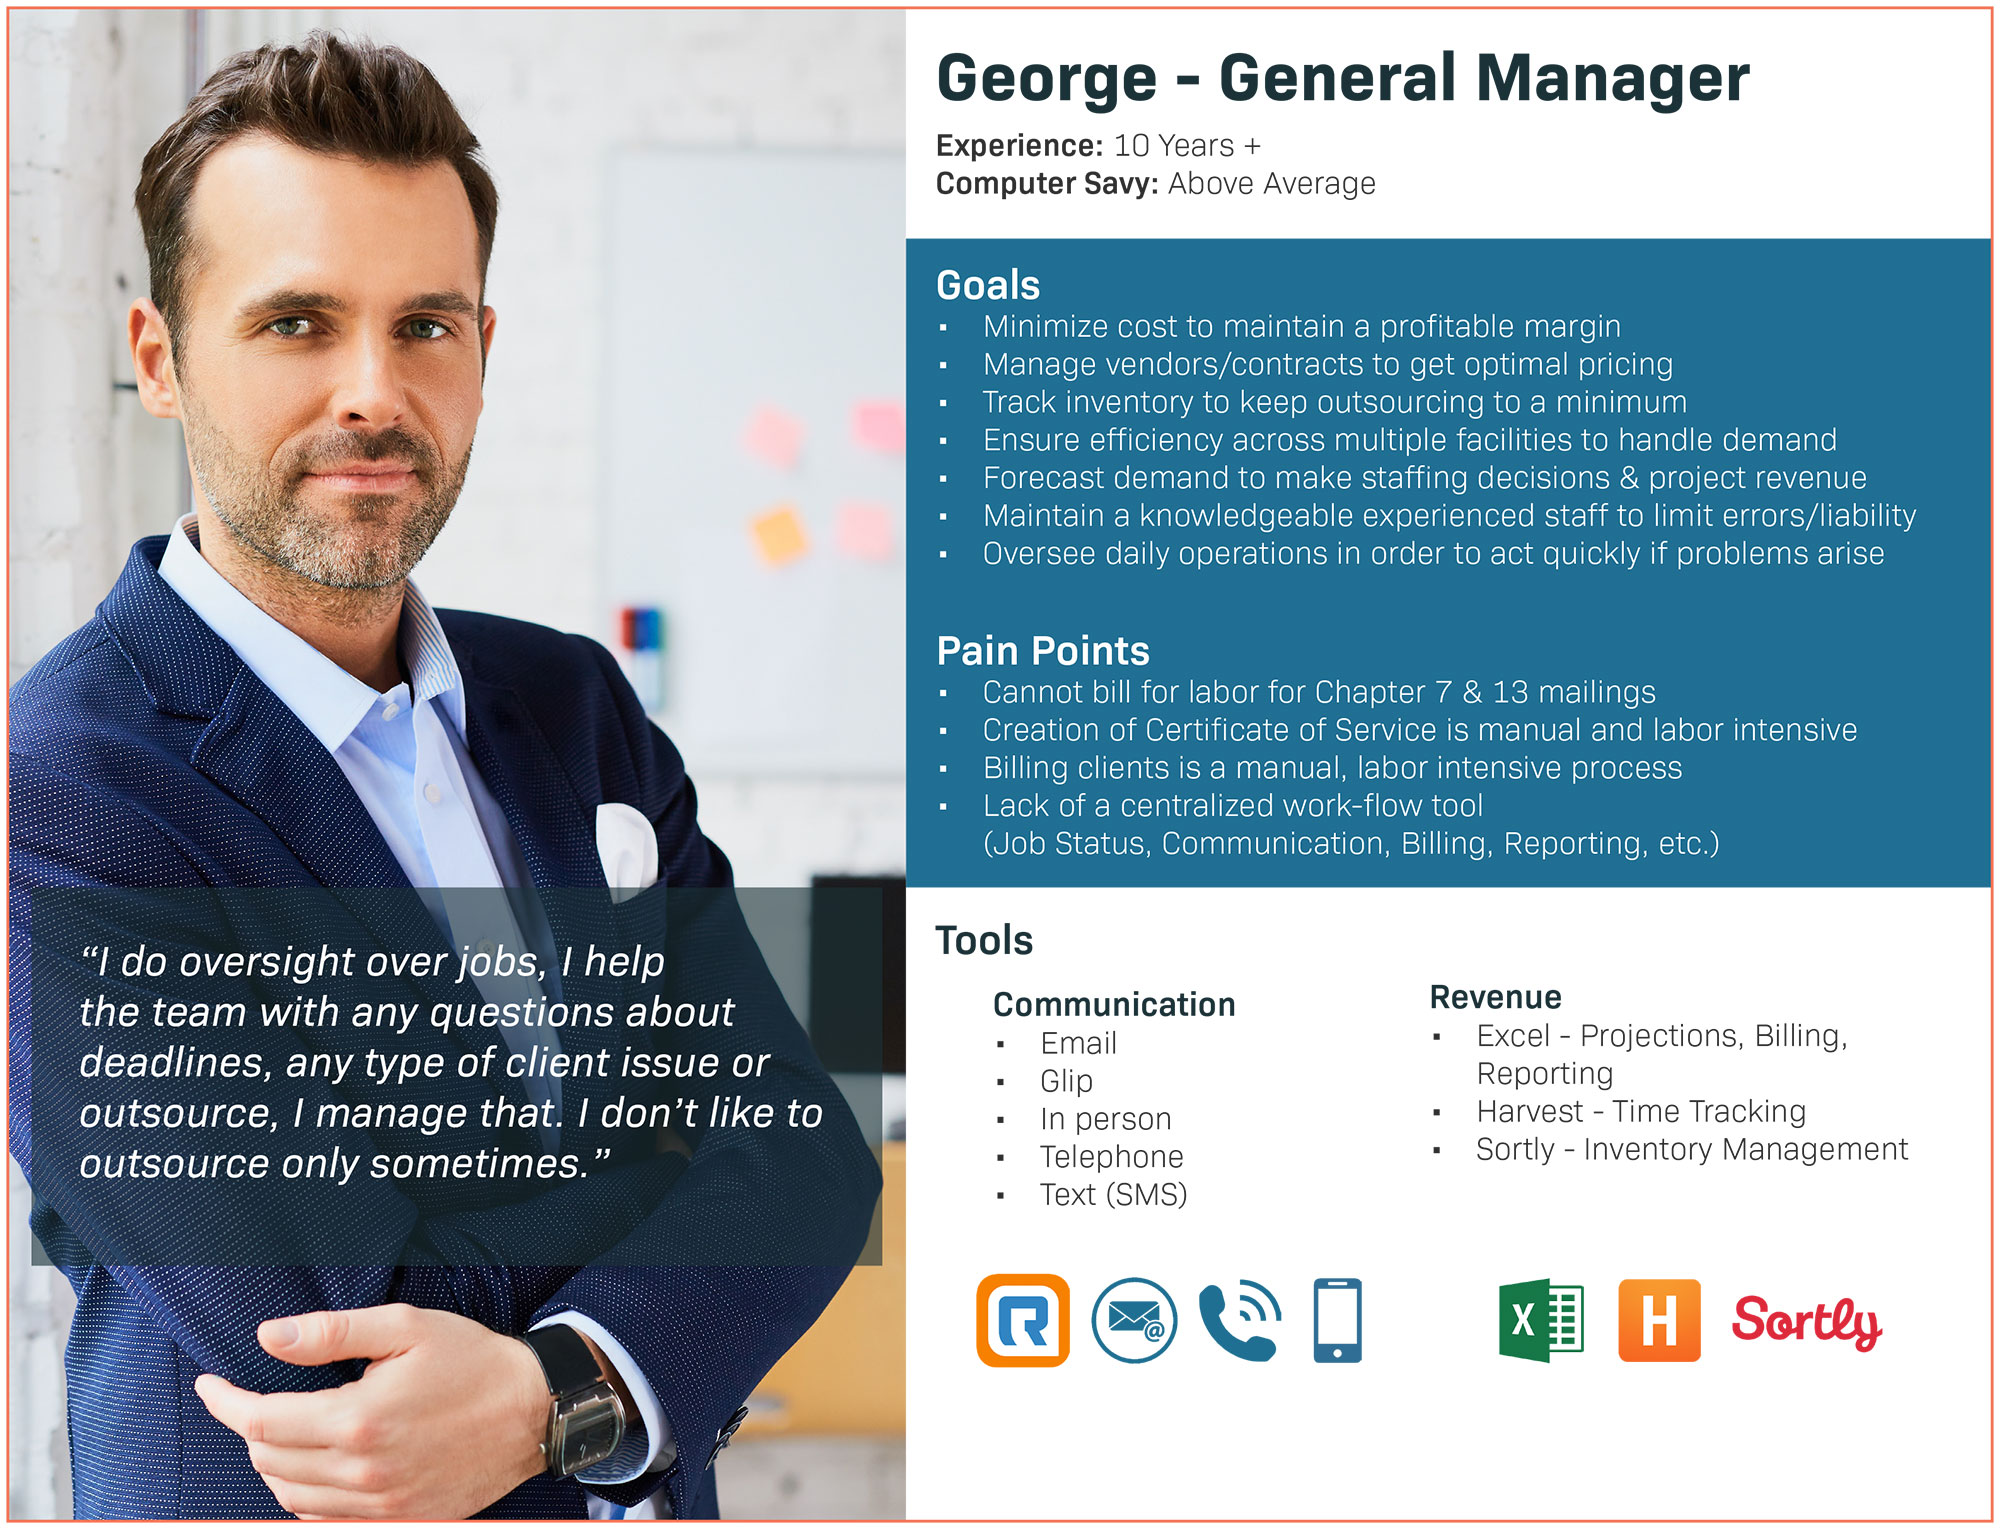 George - General Manager
Experience: 10 Years +
Computer Savy: Above Average
Goals
▪ Minimize cost to maintain a profitable margin
▪ Manage vendors/contracts to get optimal pricing
▪ Track inventory to keep outsourcing to a minimum
▪ Ensure efficiency across multiple facilities to handle demand
▪ Forecast demand to make staffing decisions & project revenue
▪ Maintain a knowledgeable experienced staff to limit errors/liability
▪ Oversee daily operations in order to act quickly if problems arise
Pain Points
▪ Cannot bill for labor for Chapter 7 & 13 mailings
▪ Creation of Certificate of Service is manual and labor intensive
▪ Billing clients is a manual, labor intensive process
▪ Lack of a centralized work-flow tool
(Job Status, Communication, Billing, Reporting, etc.)
“I do oversight over jobs, I help
the team with any questions about
deadlines, any type of client issue or
outsource, I manage that. I don’t like to
outsource only sometimes.”
Tools
Communication
▪ Email
▪ Glip
▪ In person
▪ Telephone
▪ Text (SMS)
Revenue
▪ Excel - Projections, Billing,
Reporting
▪ Harvest - Time Tracking
▪ Sortly - Inventory Management
R
@
X
H
Sortly